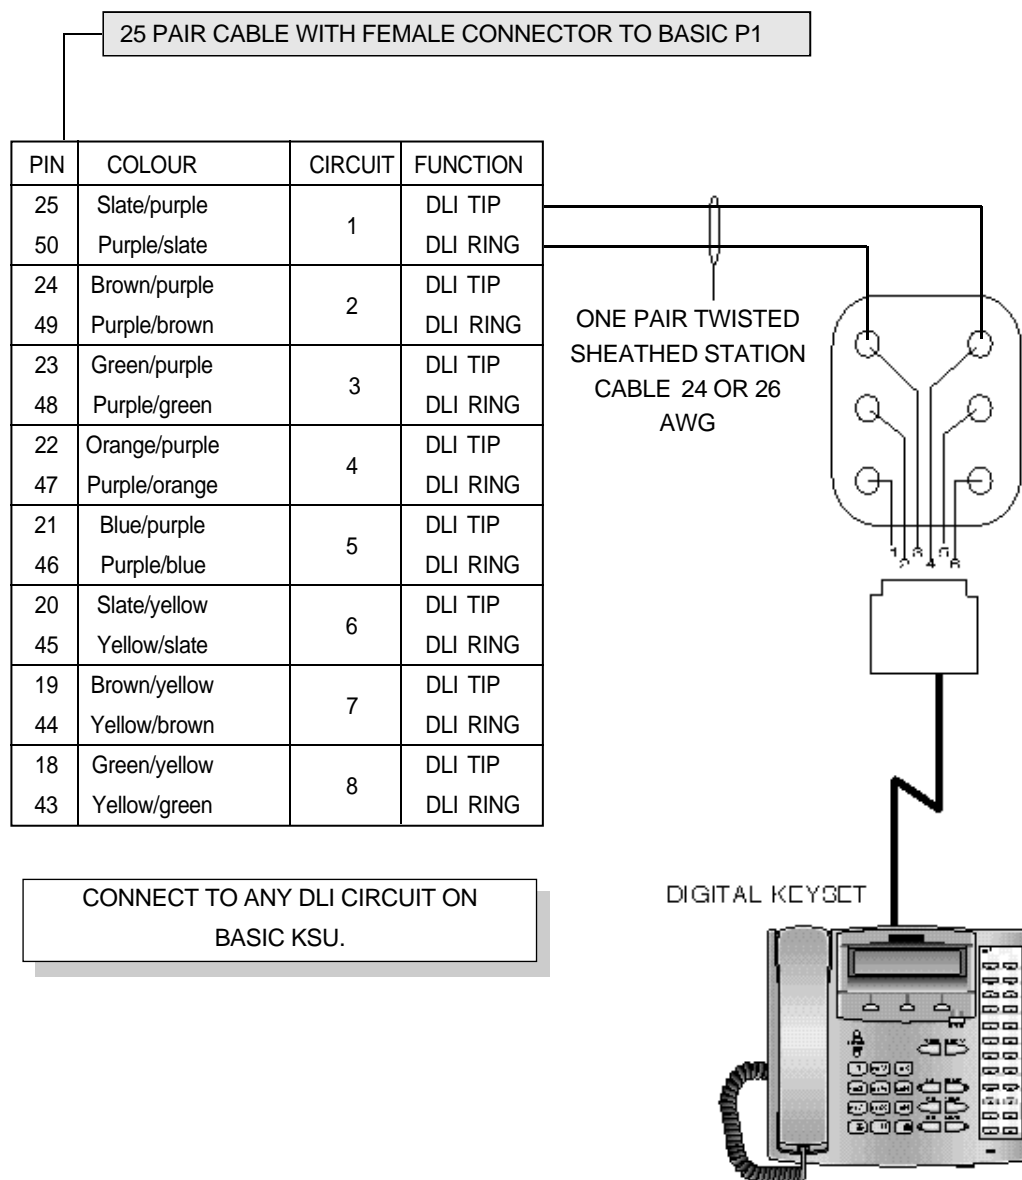 25 PAIR CABLE WITH FEMALE CONNECTOR TO BASIC P1
PIN COLOUR CIRCUIT FUNCTION
25 Slate/purple 1 DLI TIP
50 Purple/slate DLI RING
24 Brown/purple 2 DLI TIP
49 Purple/brown DLI RING
23 Green/purple 3 DLI TIP
48 Purple/green DLI RING
22 Orange/purple 4 DLI TIP
47 Purple/orange DLI RING
21 Blue/purple 5 DLI TIP
46 Purple/blue DLI RING
20 Slate/yellow 6 DLI TIP
45 Yellow/slate DLI RING
19 Brown/yellow 7 DLI TIP
44 Yellow/brown DLI RING
18 Green/yellow 8 DLI TIP
43 Yellow/green DLI RING
ONE PAIR TWISTED
SHEATHED STATION
CABLE 24 OR 26
AWG
1 2 3 4 5 6
CONNECT TO ANY DLI CIRCUIT ON
BASIC KSU.
DIGITAL KEYSET